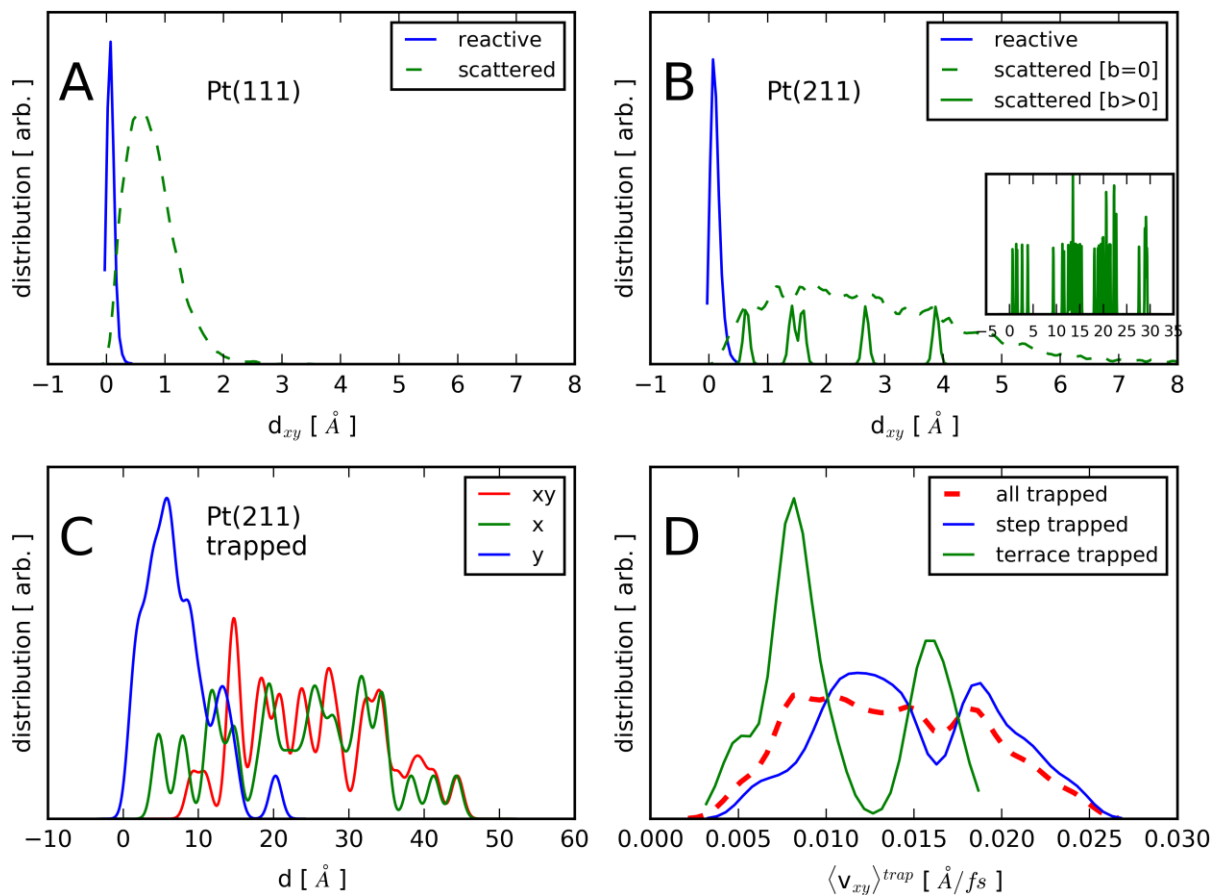 A
Pt(111)
reactive
scattered
distribution [ arb. ]
−1 0 1 2 3 4 5 6 7 8
d_{xy} [ Å ]
B
Pt(211)
reactive
scattered [b=0]
scattered [b>0]
−5 0 5 10 15 20 25 30 35
distribution [ arb. ]
−1 0 1 2 3 4 5 6 7 8
d_{xy} [ Å ]
C
Pt(211)
trapped
xy
x
y
distribution [ arb. ]
−10 0 10 20 30 40 50 60
d [ Å ]
D
all trapped
step trapped
terrace trapped
distribution [ arb. ]
0.000 0.005 0.010 0.015 0.020 0.025 0.030
⟨v_{xy}⟩^{trap} [ Å/fs ]